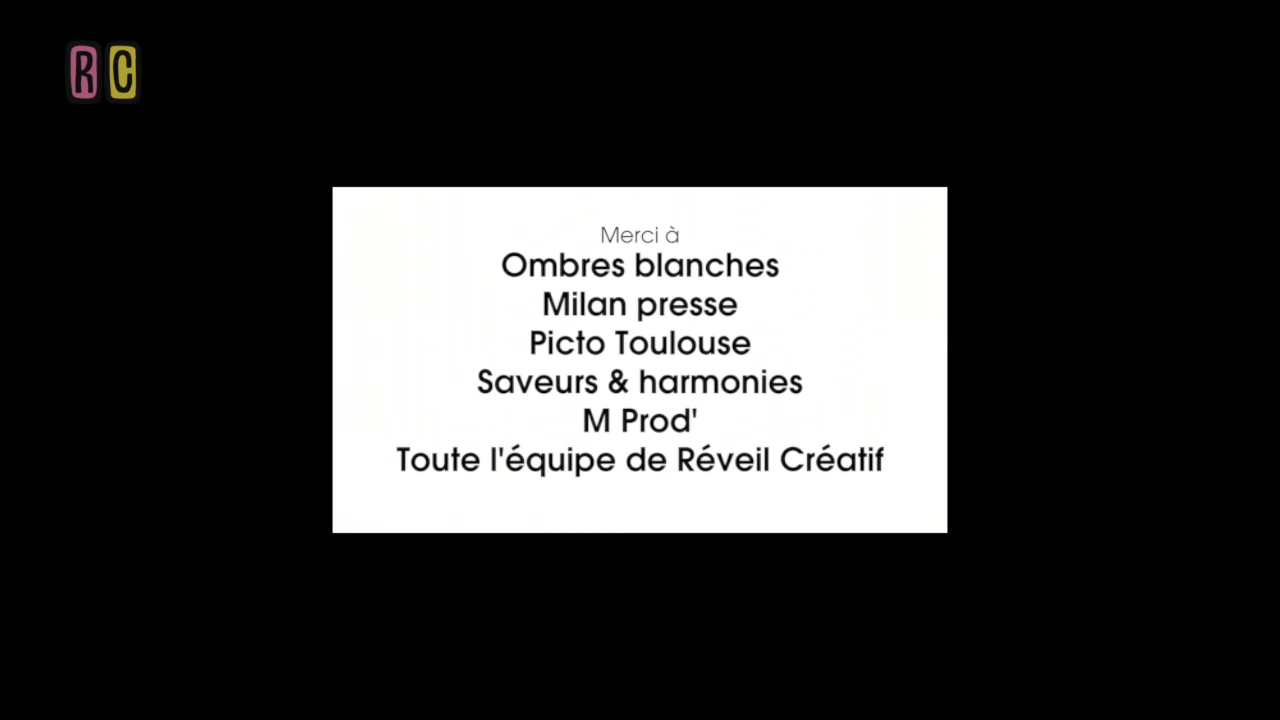 RC
Merci à
Ombres blanches
Milan presse
Picto Toulouse
Saveurs & harmonies
M Prod'
Toute l'équipe de Réveil Créatif